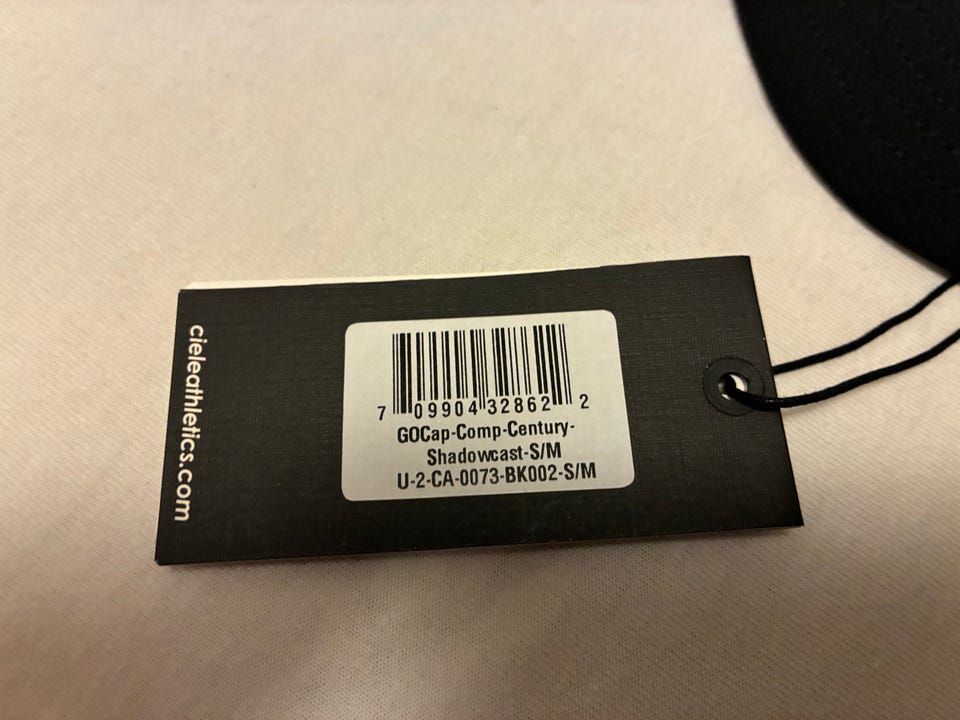 cieleathletics.com
7 09904 32862 2
GOCap-Comp-Century-
Shadowcast-S/M
U-2-CA-0073-BK002-S/M